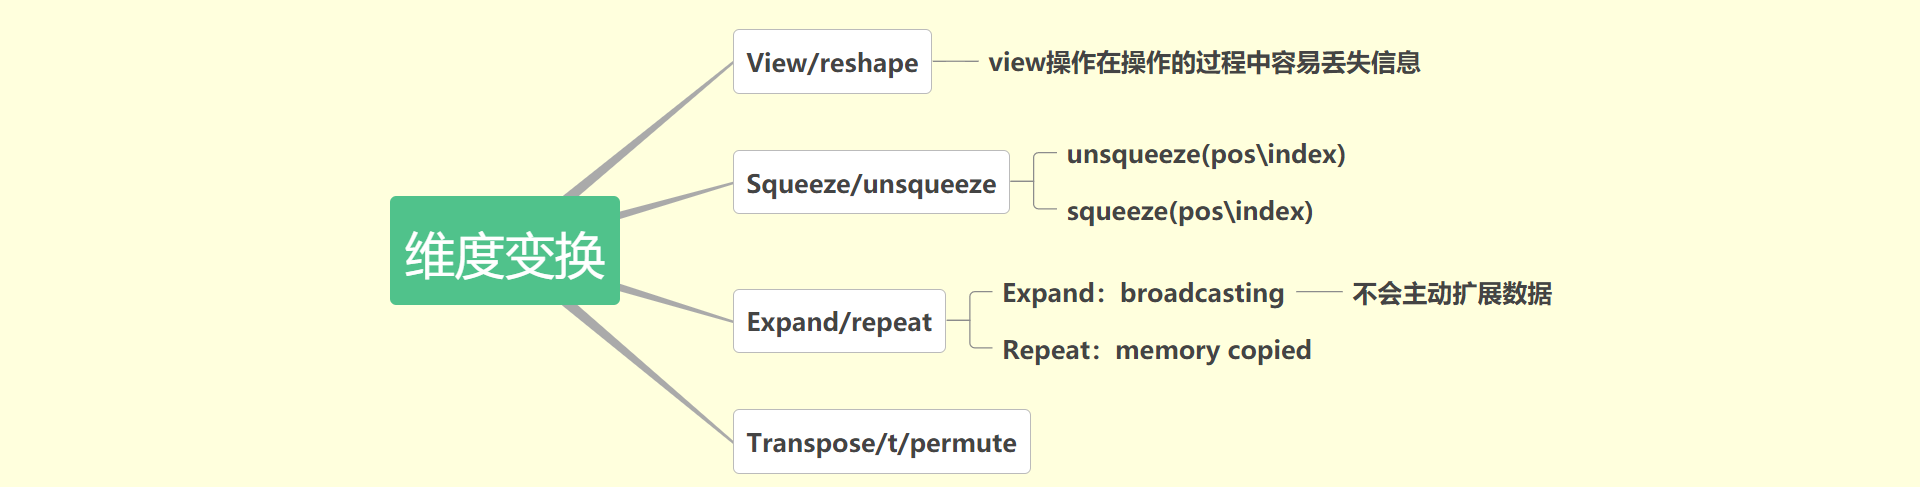 维度变换
View/reshape
view操作在操作的过程中容易丢失信息
Squeeze/unsqueeze
unsqueeze(pos\index)
squeeze(pos\index)
Expand/repeat
Expand：broadcasting
不会主动扩展数据
Repeat：memory copied
Transpose/t/permute